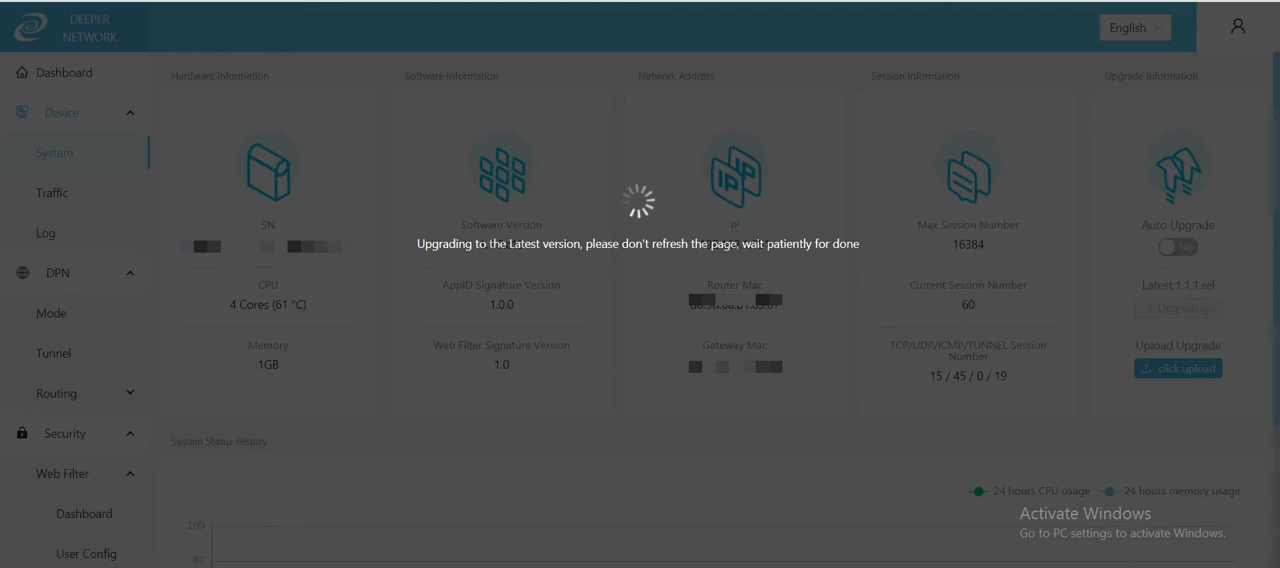 DEEPER
NETWORK
English
Dashboard
Device
System
Traffic
Log
DPN
Mode
Tunnel
Routing
Security
Web Filter
Dashboard
User Config
Hardware Information
Software Information
Network Address
Session Information
Upgrade Information
SN
CPU
4 Cores (61 °C)
Memory
1GB
Software Version
AppID Signature Version
1.0.0
Web Filter Signature Version
1.0
IP
IP
IP
Router Mac
Gateway Mac
Max Session Number
16384
Current Session Number
60
TCP/UDP/ICMP/TUNNEL Session
Number
15 / 45 / 0 / 19
Auto Upgrade
No
Latest:1.1.1.rel
Upgrading...
Upload Upgrade
click upload
Upgrading to the latest version, please don't refresh the page, wait patiently for done
System Status History
24 hours CPU usage
24 hours memory usage
100
80
Activate Windows
Go to PC settings to activate Windows.